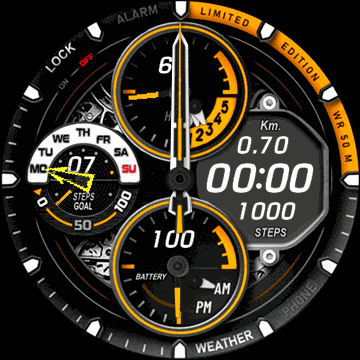 ALARM
LIMITED
EDITION
WR 50 M
LOCK
ON OFF
6
2 3 4 5
Km.
0.70
00:00
1000
STEPS
MO TU WE TH FR SA SU
07
STEPS
GOAL
0 50 100
100
BATTERY
AM
PM
PHONE
WEATHER